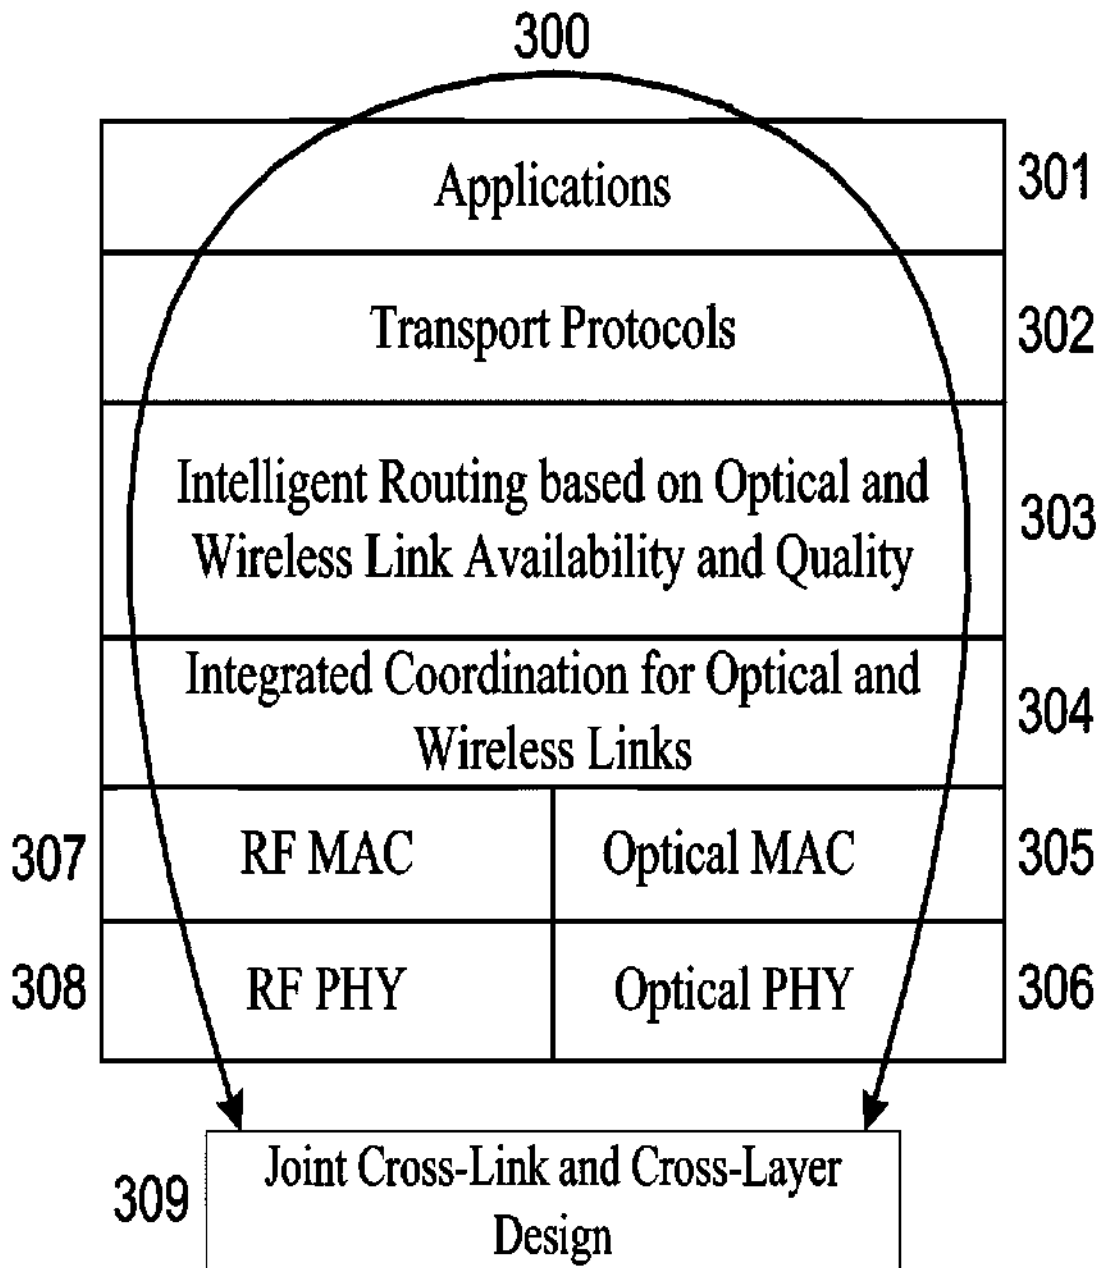 300
Applications
301
Transport Protocols
302
Intelligent Routing based on Optical and
Wireless Link Availability and Quality
303
Integrated Coordination for Optical and
Wireless Links
304
307
RF MAC
Optical MAC
305
308
RF PHY
Optical PHY
306
309
Joint Cross-Link and Cross-Layer
Design